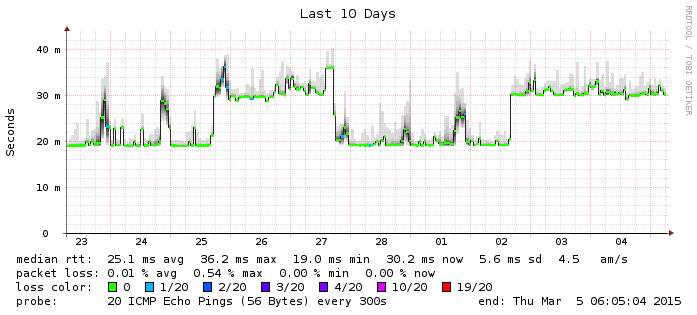 Last 10 Days
RRDTOOL / TOBI OETIKER
Seconds
40 m
30 m
20 m
10 m
0
23 24 25 26 27 28 01 02 03 04
median rtt: 25.1 ms avg 36.2 ms max 19.0 ms min 30.2 ms now 5.6 ms sd 4.5 am/s
packet loss: 0.01 % avg 0.54 % max 0.00 % min 0.00 % now
loss color: 0 1/20 2/20 3/20 4/20 10/20 19/20
probe: 20 ICMP Echo Pings (56 Bytes) every 300s end: Thu Mar 5 06:05:04 2015